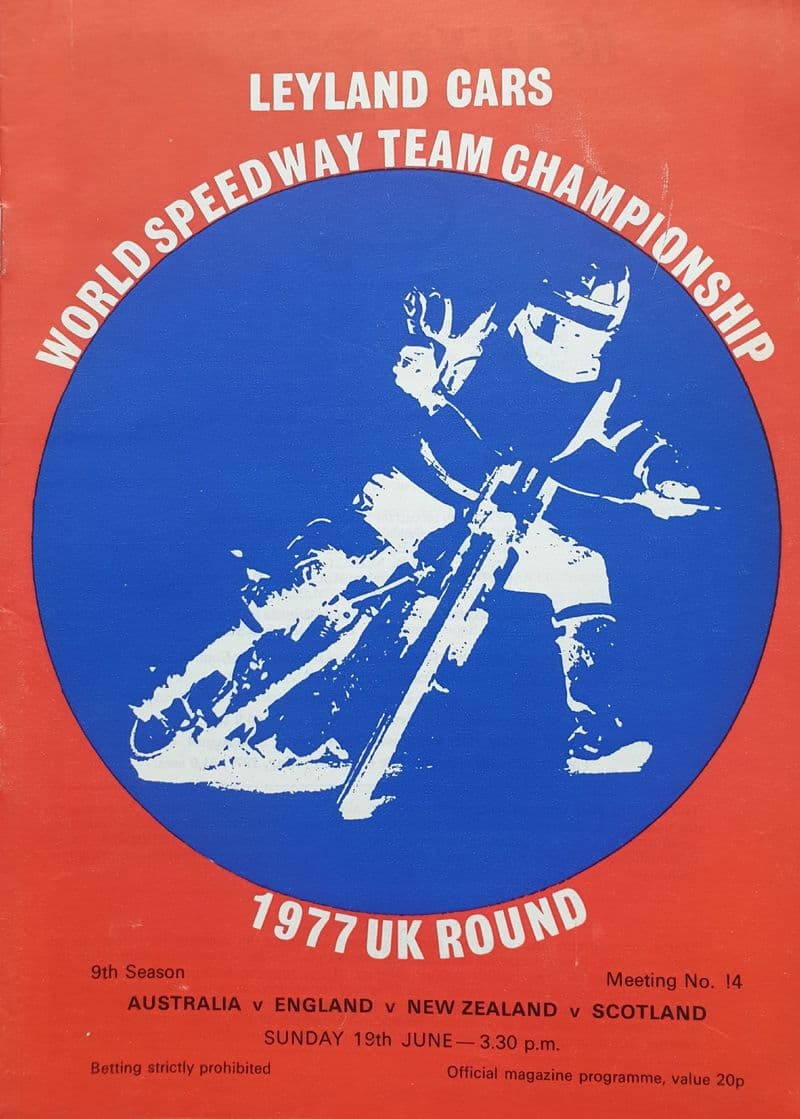 LEYLAND CARS
WORLD SPEEDWAY TEAM CHAMPIONSHIP
1977 UK ROUND
9th Season
Meeting No. !4
AUSTRALIA v ENGLAND v NEW ZEALAND v SCOTLAND
SUNDAY 19th JUNE — 3.30 p.m.
Betting strictly prohibited
Official magazine programme, value 20p